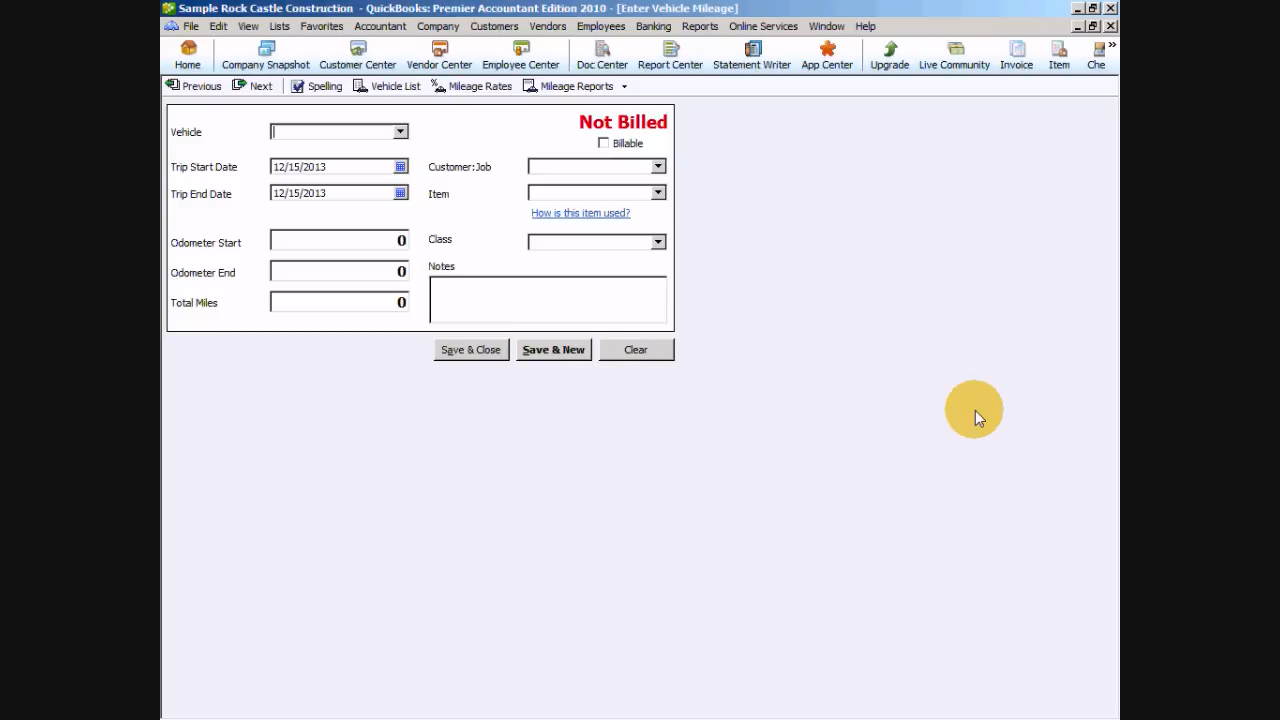 Sample Rock Castle Construction - QuickBooks: Premier Accountant Edition 2010 - [Enter Vehicle Mileage]
File Edit View Lists Favorites Accountant Company Customers Vendors Employees Banking Reports Online Services Window Help
Home Company Snapshot Customer Center Vendor Center Employee Center Doc Center Report Center Statement Writer App Center Upgrade Live Community Invoice Item Che »
Previous Next Spelling Vehicle List Mileage Rates Mileage Reports
Not Billed
Vehicle
Billable
Trip Start Date 12/15/2013 Customer:Job
Trip End Date 12/15/2013 Item
How is this item used?
Odometer Start 0 Class
Odometer End 0 Notes
Total Miles 0
Save & Close Save & New Clear